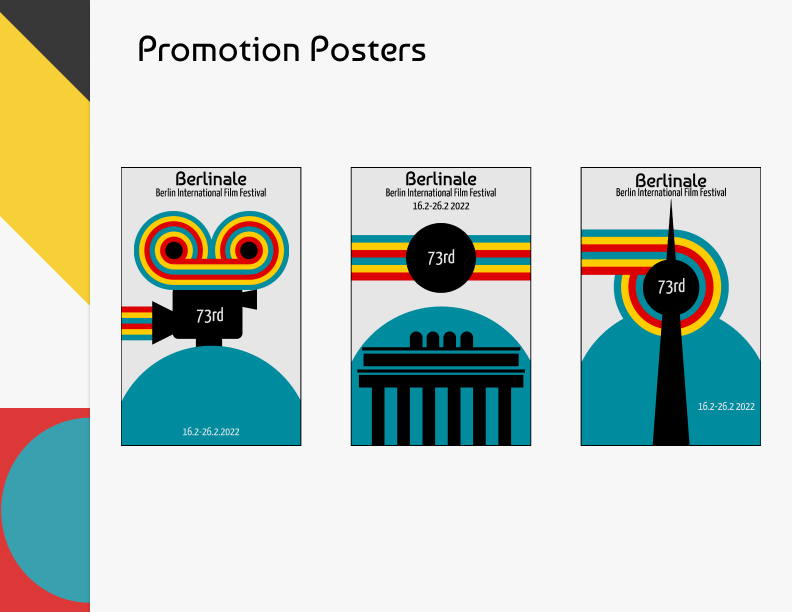 Promotion Posters
Berlinale
Berlin International Film Festival
73rd
16.2-26.2.2022
Berlinale
Berlin International Film Festival
16.2-26.2 2022
73rd
Berlinale
Berlin International Film Festival
73rd
16.2-26.2 2022